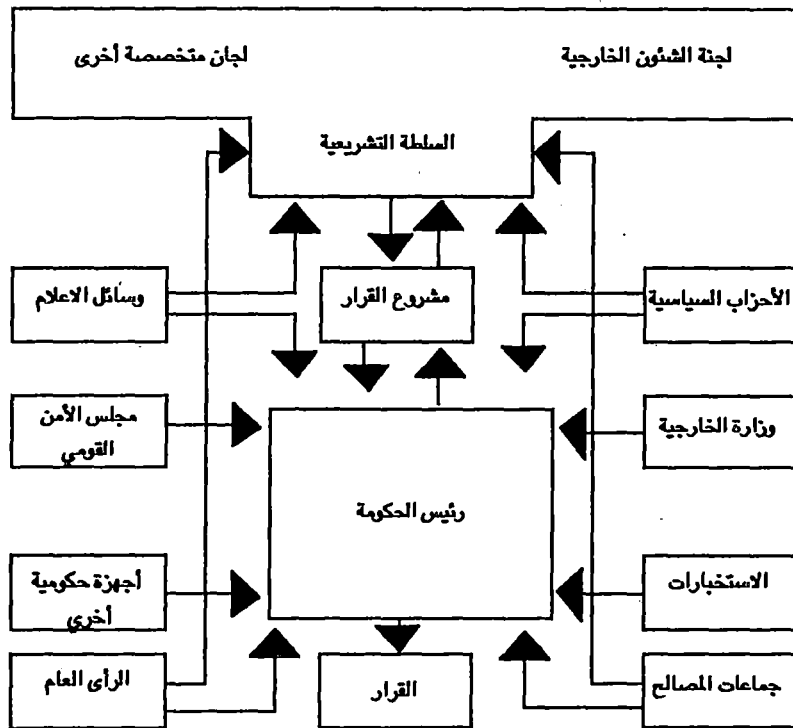 لجنة الشئون الخارجية
لجان متخصصة أخرى
السلطة التشريعية
الأحزاب السياسية
مشروع القرار
وسائل الاعلام
وزارة الخارجية
مجلس الأمن
القومي
رئيس الحكومة
الاستخبارات
أجهزة حكومية
أخري
جماعات المصالح
القرار
الرأى العام